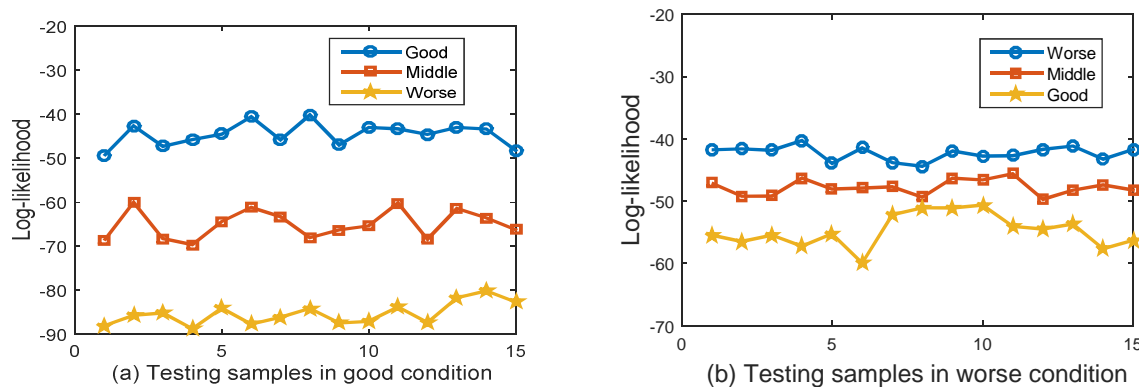 -20
-30
-40
-50
-60
-70
-80
-90
Log-likelihood
Good
Middle
Worse
0 5 10 15
(a) Testing samples in good condition
-20
-30
-40
-50
-60
-70
Log-likelihood
Worse
Middle
Good
0 5 10 15
(b) Testing samples in worse condition